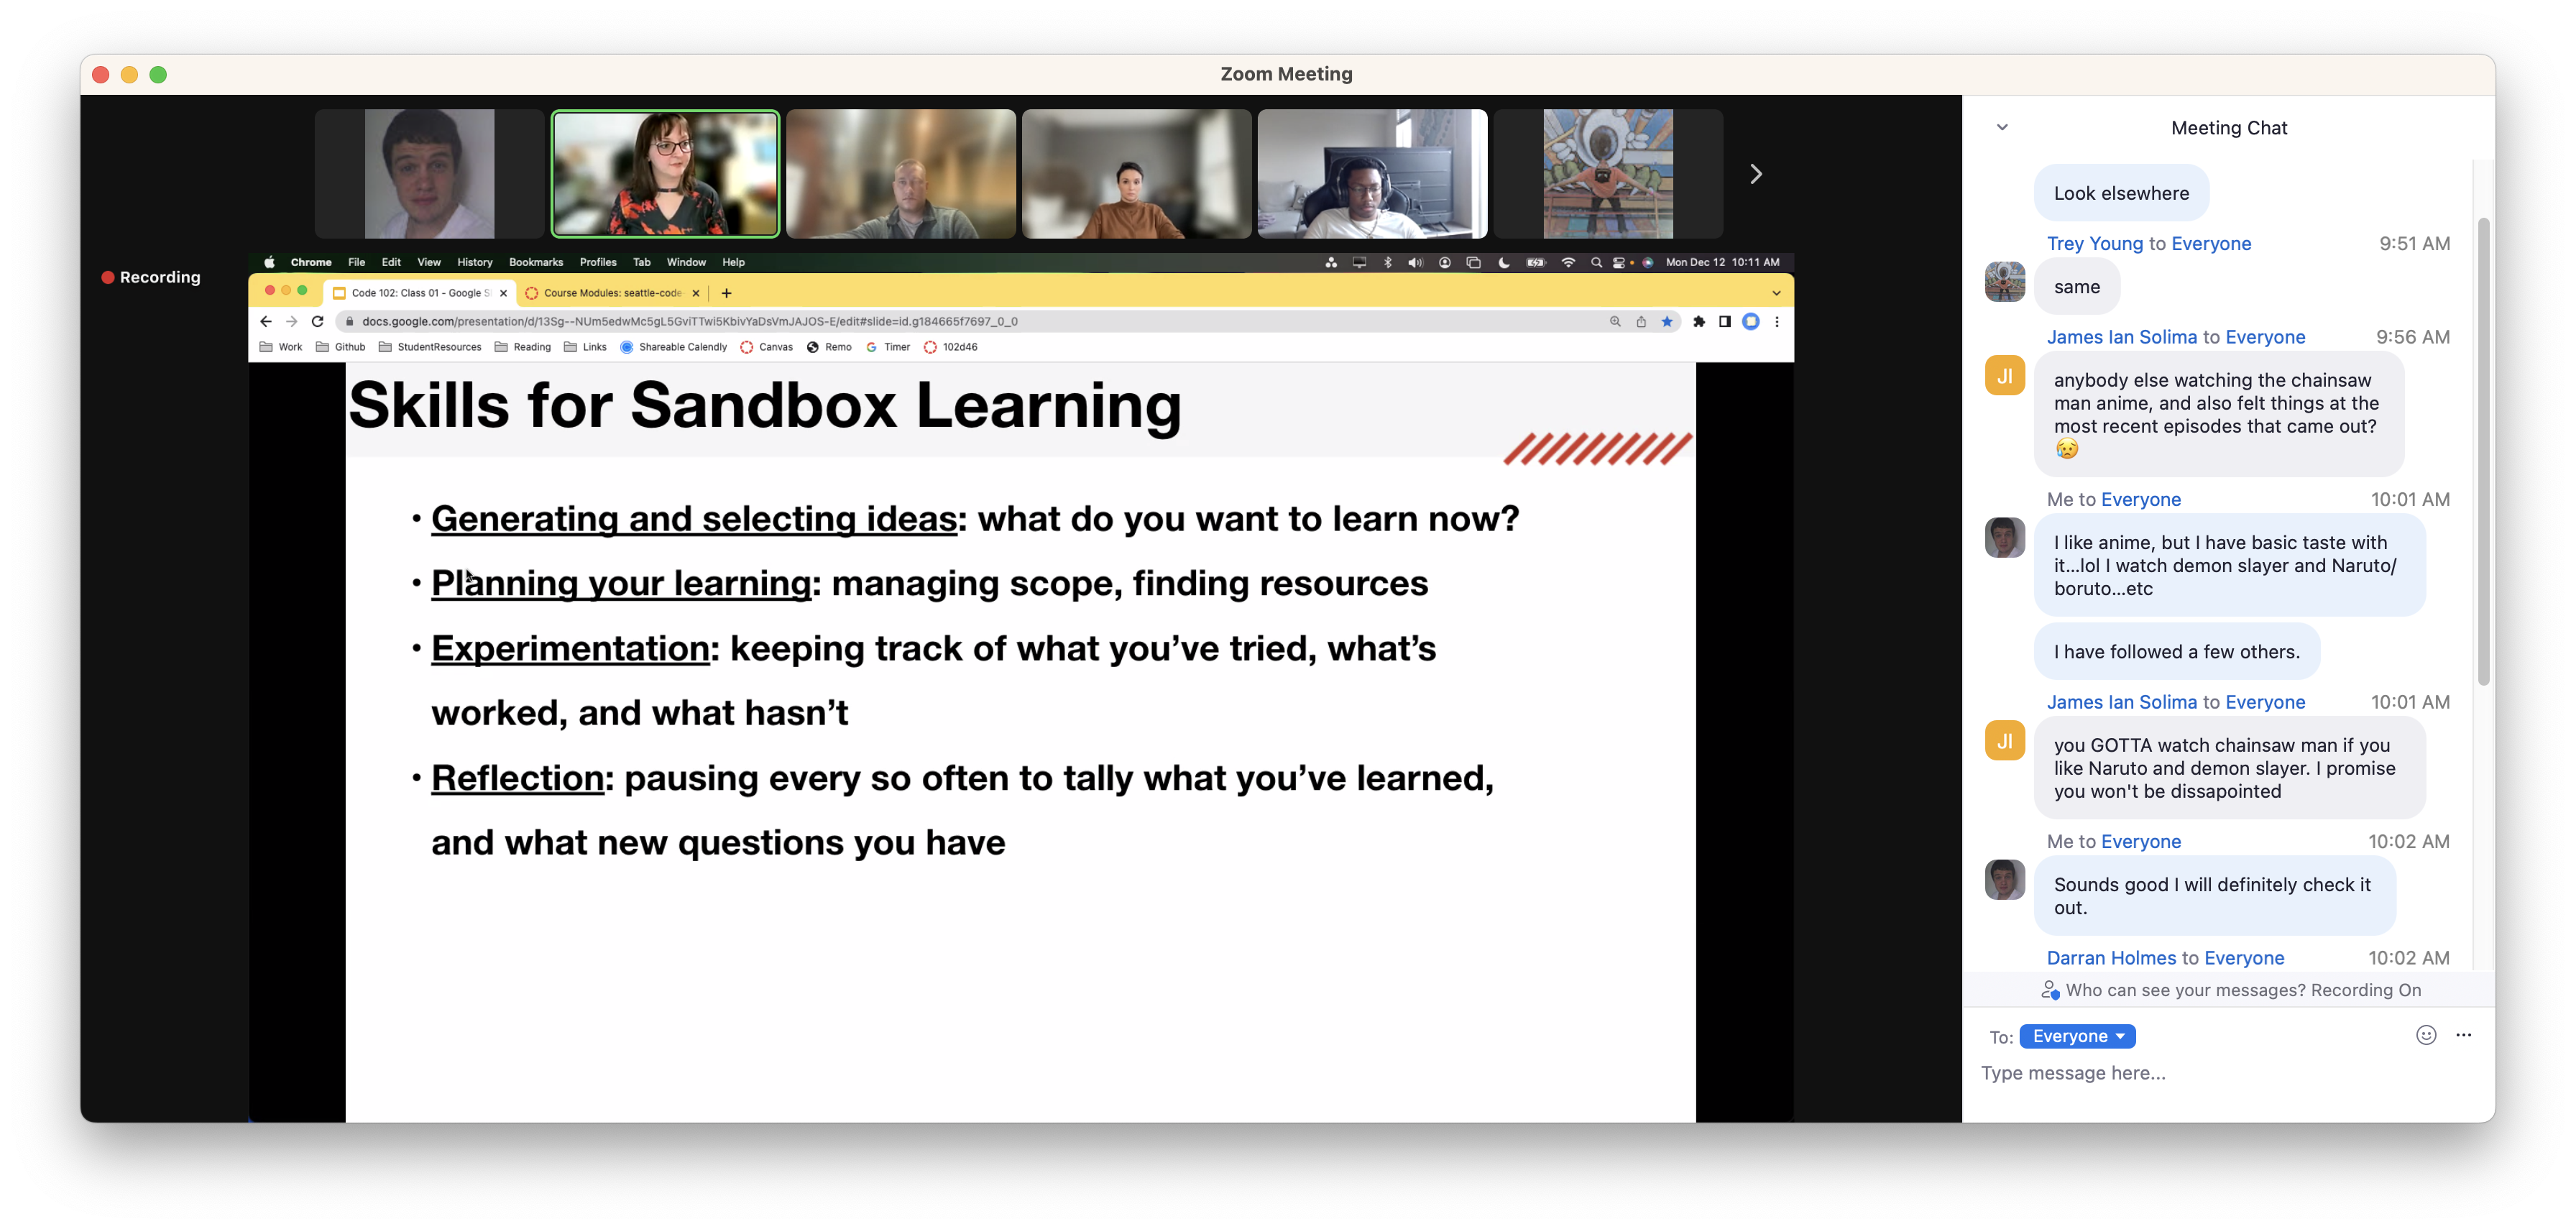 Zoom Meeting
Recording
Chrome File Edit View History Bookmarks Profiles Tab Window Help
Mon Dec 12 10:11 AM
Code 102: Class 01 - Google S
Course Modules: seattle-code-
docs.google.com/presentation/d/13Sg--NUm5edwMc5gL5GviTTwi5KbivYaDsVmJAJOS-E/edit#slide=id.g184665f7697_0_0
Work Github StudentResources Reading Links Shareable Calendly Canvas Remo Timer 102d46
Skills for Sandbox Learning
• Generating and selecting ideas: what do you want to learn now?
• Planning your learning: managing scope, finding resources
• Experimentation: keeping track of what you’ve tried, what’s
worked, and what hasn’t
• Reflection: pausing every so often to tally what you’ve learned,
and what new questions you have
Meeting Chat
Look elsewhere
Trey Young to Everyone 9:51 AM
same
James Ian Solima to Everyone 9:56 AM
JI
anybody else watching the chainsaw
man anime, and also felt things at the
most recent episodes that came out?
😥
Me to Everyone 10:01 AM
I like anime, but I have basic taste with
it...lol I watch demon slayer and Naruto/
boruto...etc
I have followed a few others.
James Ian Solima to Everyone 10:01 AM
JI
you GOTTA watch chainsaw man if you
like Naruto and demon slayer. I promise
you won't be dissapointed
Me to Everyone 10:02 AM
Sounds good I will definitely check it
out.
Darran Holmes to Everyone 10:02 AM
Who can see your messages? Recording On
To: Everyone
Type message here...